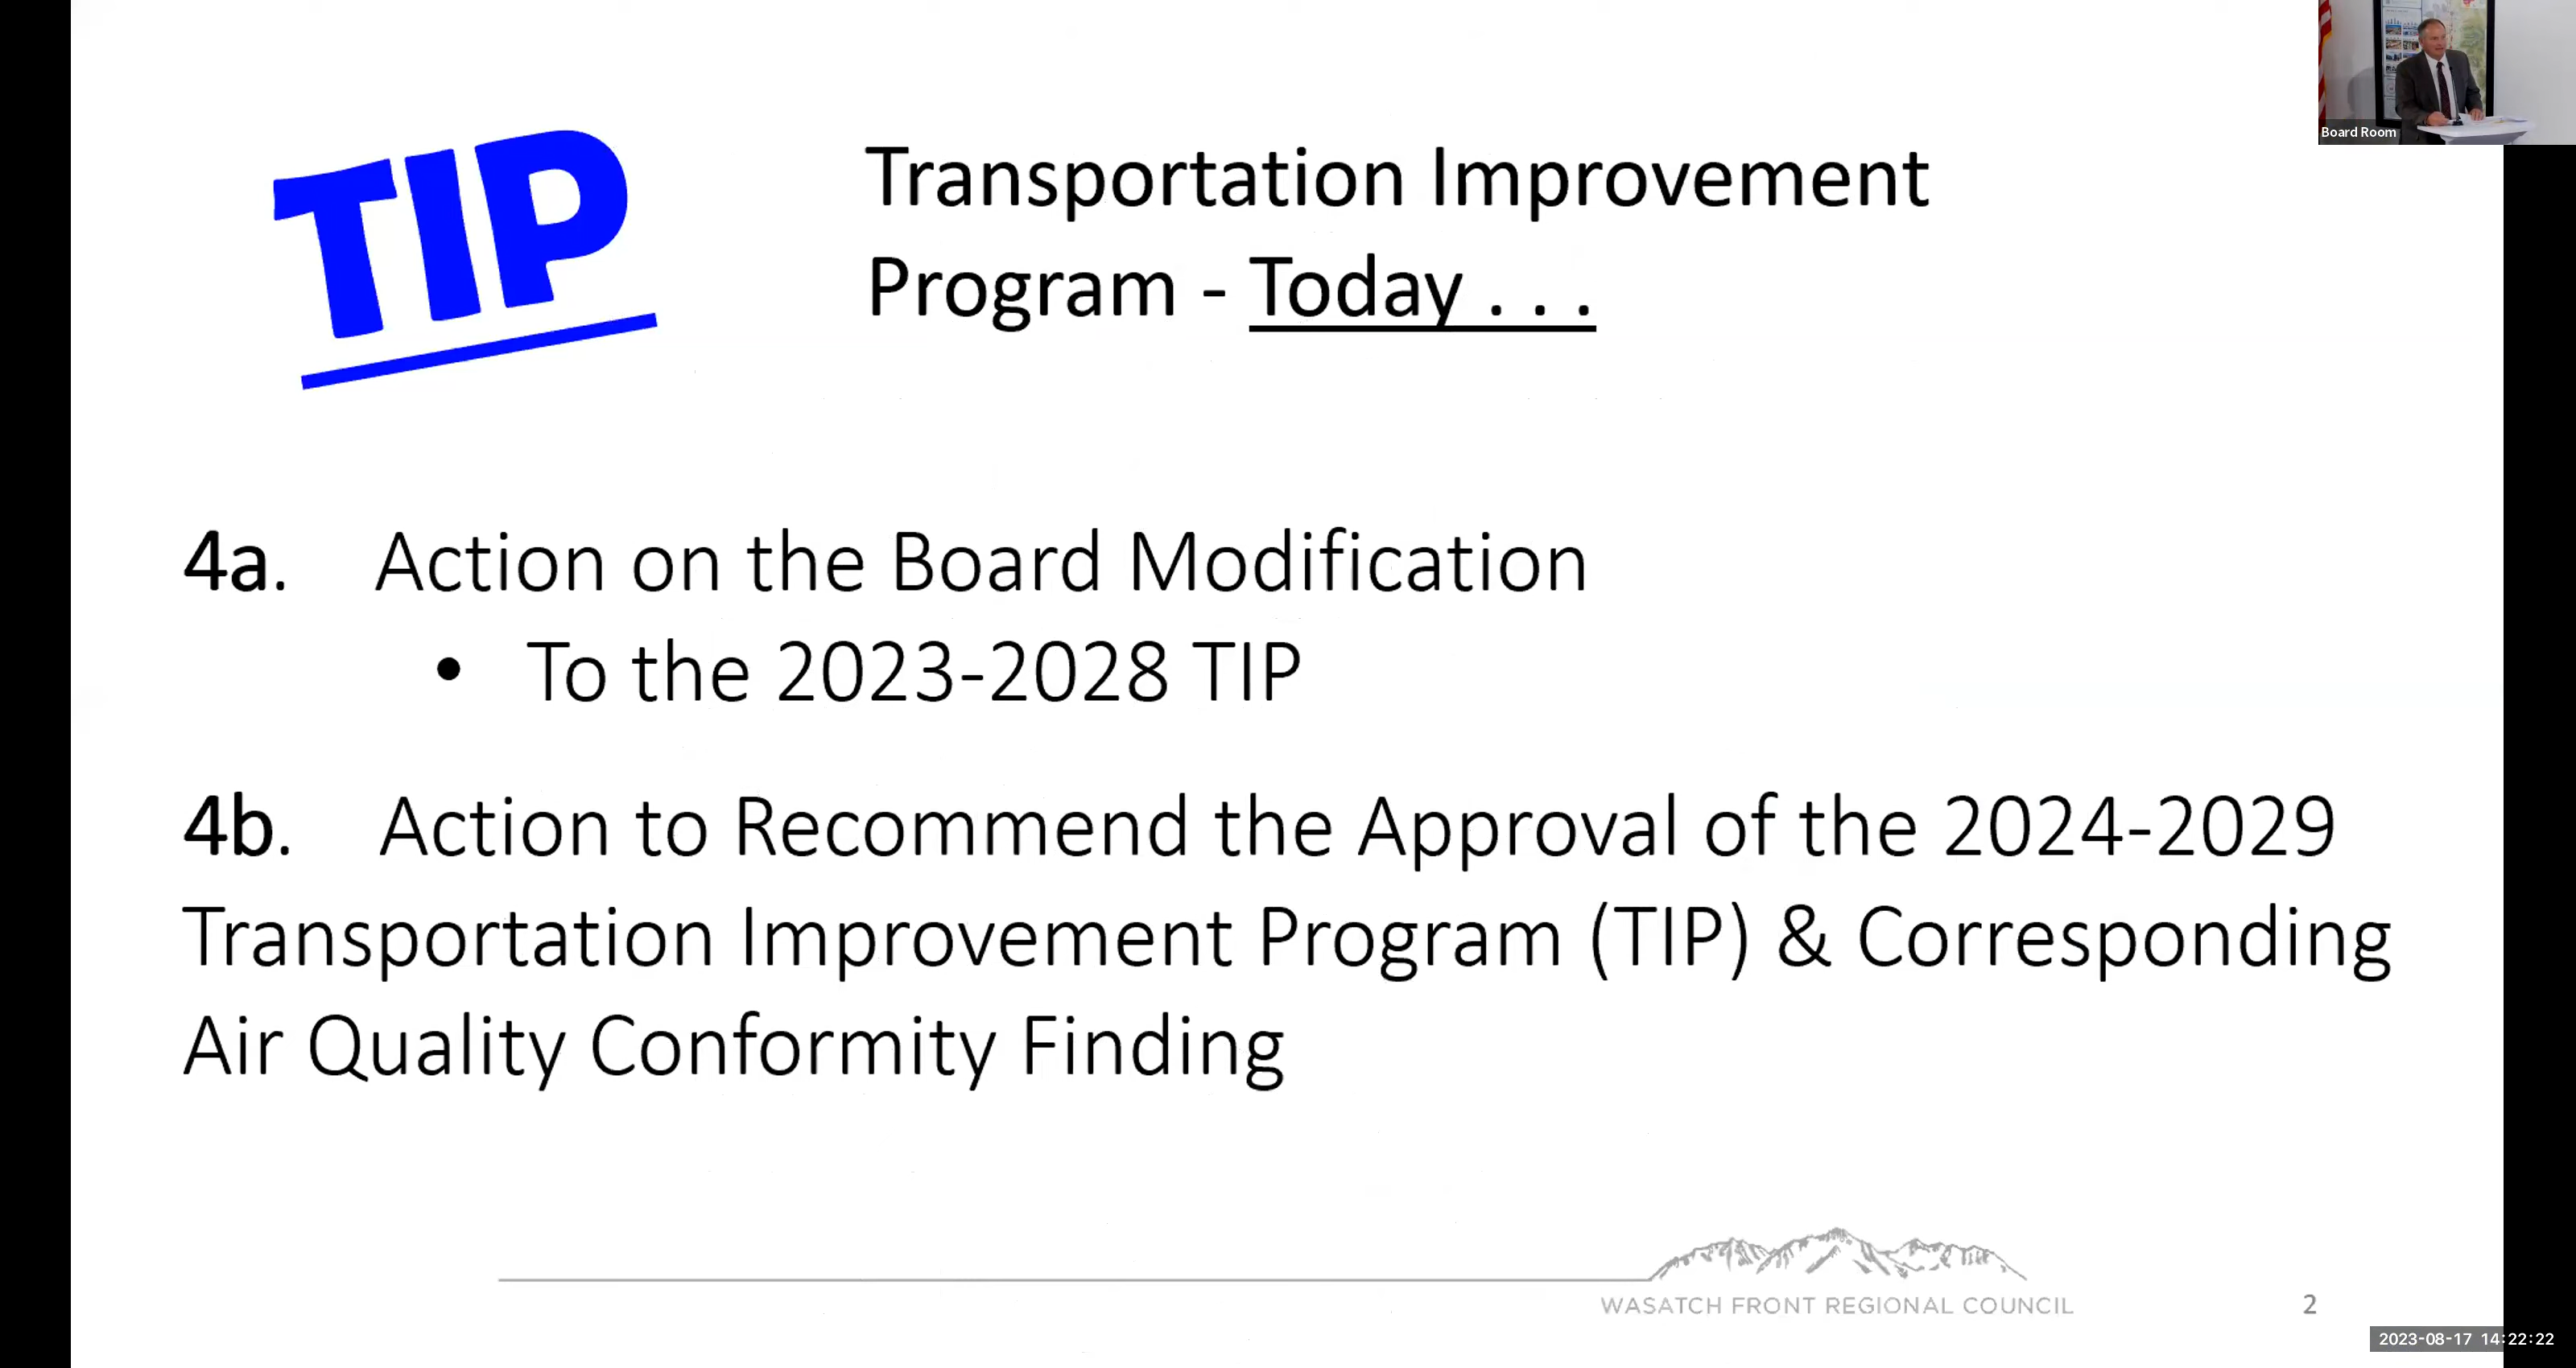 Board Room
TIP
Transportation Improvement
Program - Today . . .
4a. Action on the Board Modification
• To the 2023-2028 TIP
4b. Action to Recommend the Approval of the 2024-2029
Transportation Improvement Program (TIP) & Corresponding
Air Quality Conformity Finding
WASATCH FRONT REGIONAL COUNCIL
2
2023-08-17 14:22:22